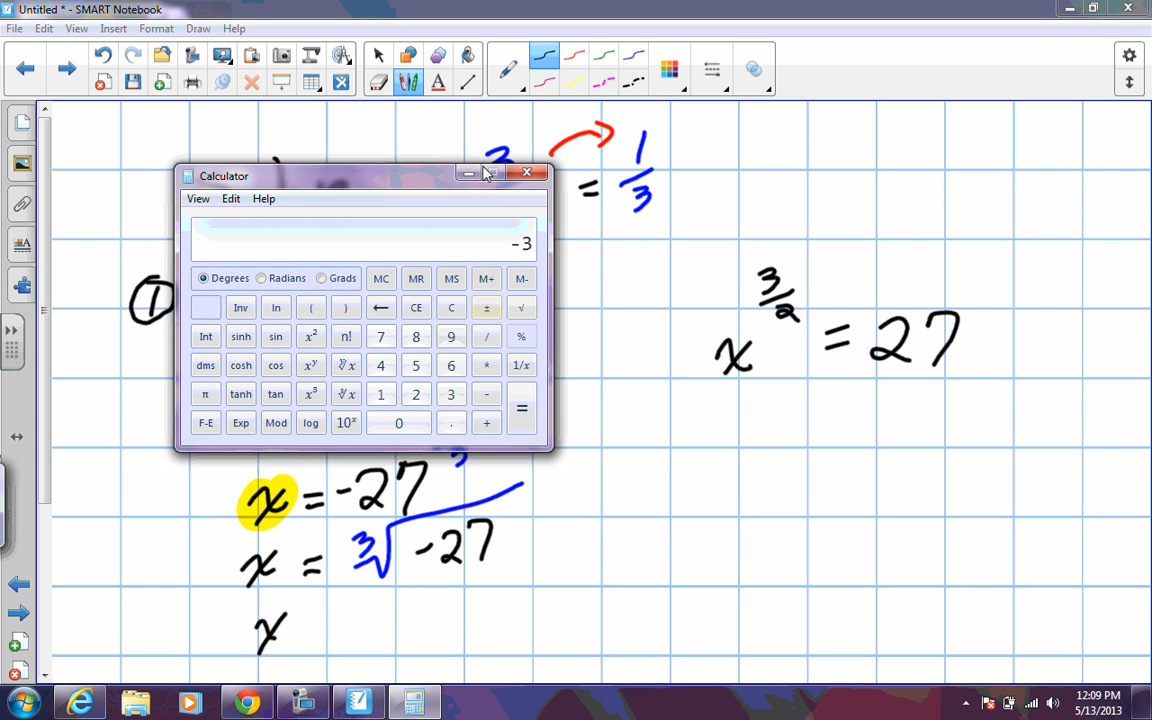 Untitled * - SMART Notebook
File Edit View Insert Format Draw Help
3 = 1/3
Calculator
View Edit Help
-3
Degrees Radians Grads MC MR MS M+ M-
Inv ln ( ) ← CE C ± √
Int sinh sin x² n! 7 8 9 / %
dms cosh cos x^y ʸ√x 4 5 6 * 1/x
π tanh tan x³ ³√x 1 2 3 - =
F-E Exp Mod log 10ˣ 0 . +
①
x^(3/2) = 27
x = -27
x = ³√-27
x
12:09 PM
5/13/2013